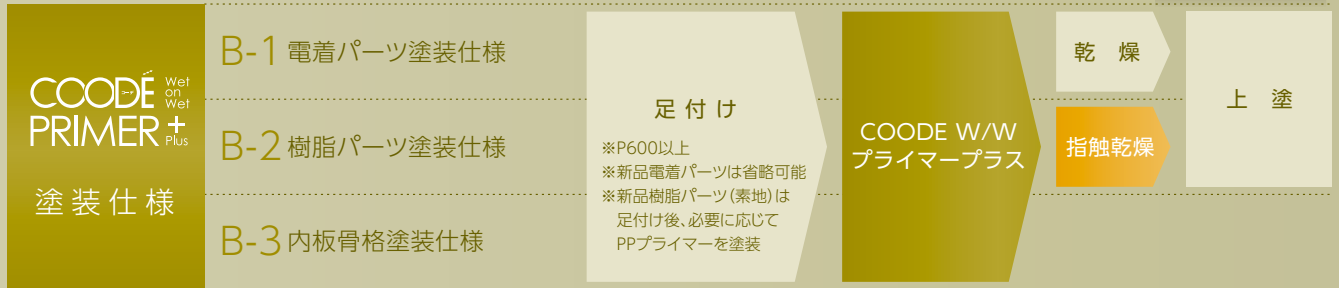 COODÉ Wet on Wet
コーデ
PRIMER + Plus
塗装仕様
B-1 電着パーツ塗装仕様
B-2 樹脂パーツ塗装仕様
B-3 内板骨格塗装仕様
足付け
※P600以上
※新品電着パーツは省略可能
※新品樹脂パーツ(素地)は
足付け後、必要に応じて
PPプライマーを塗装
COODE W/W
プライマープラス
乾 燥
指触乾燥
上 塗